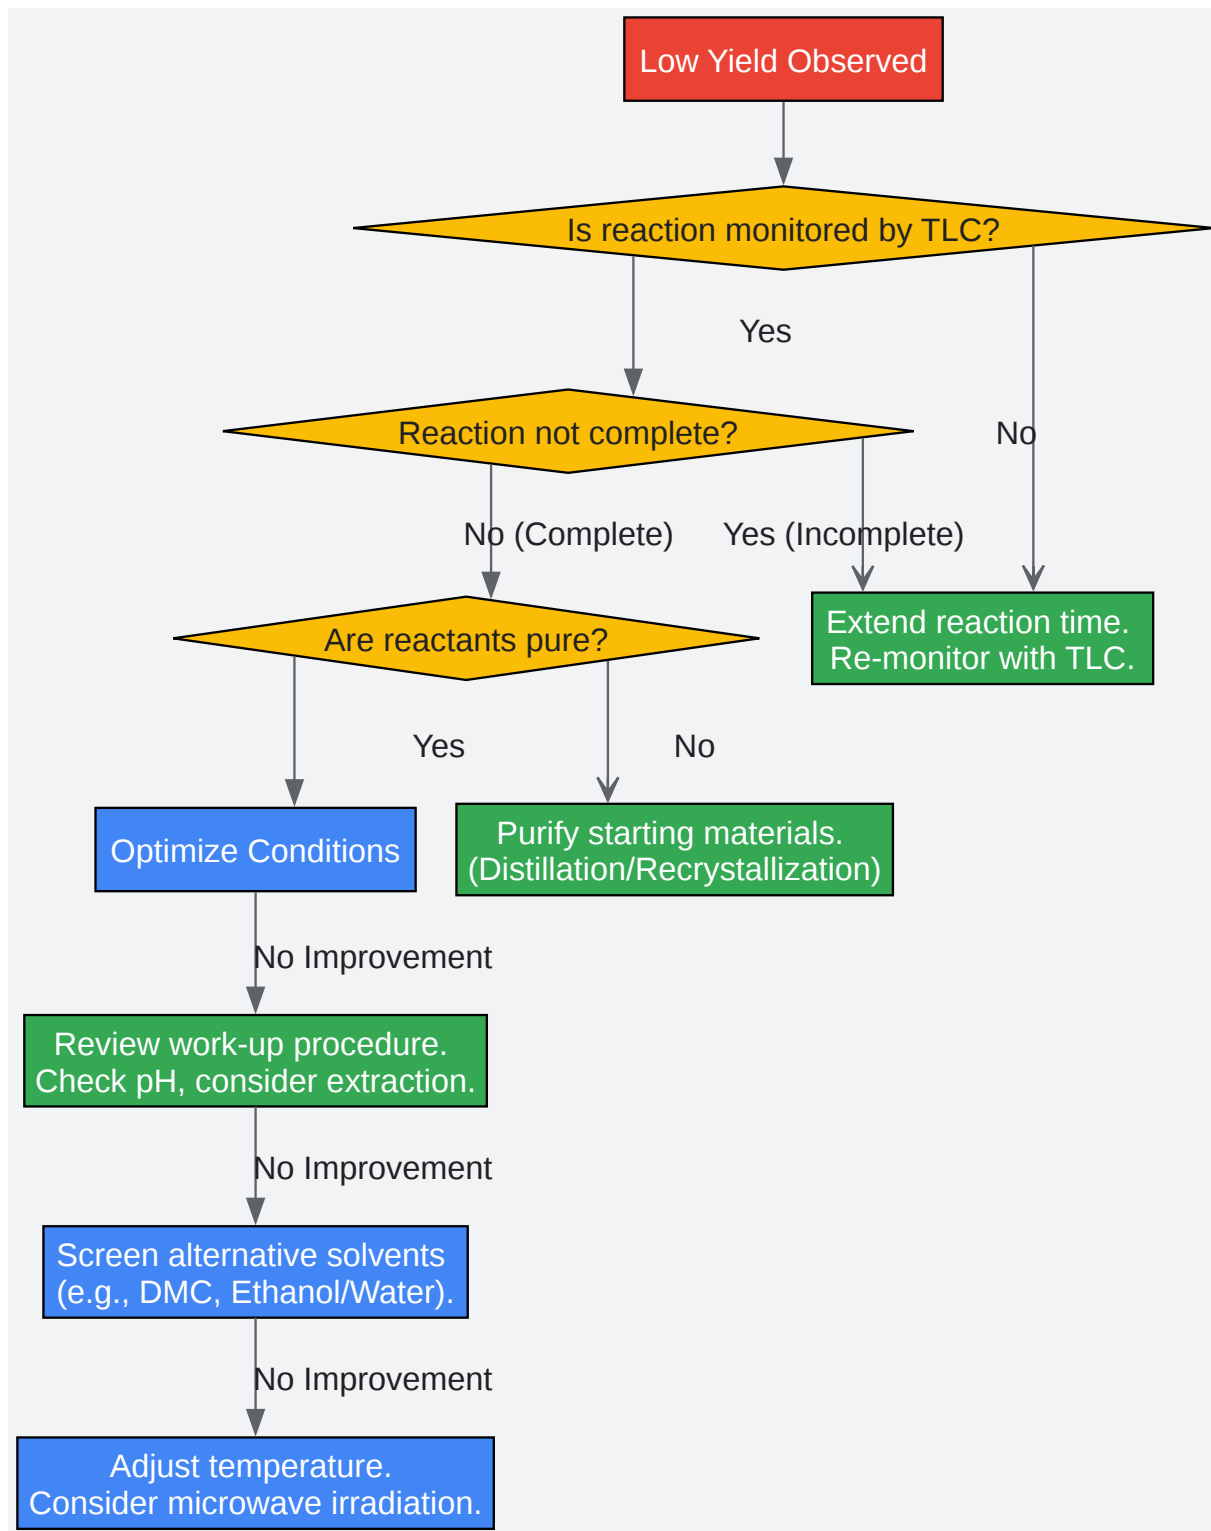 Low Yield Observed
Is reaction monitored by TLC?
Yes
Reaction not complete?
No
No (Complete)
Yes (Incomplete)
Extend reaction time.
Re-monitor with TLC.
Are reactants pure?
Yes
No
Optimize Conditions
Purify starting materials.
(Distillation/Recrystallization)
No Improvement
Review work-up procedure.
Check pH, consider extraction.
No Improvement
Screen alternative solvents
(e.g., DMC, Ethanol/Water).
No Improvement
Adjust temperature.
Consider microwave irradiation.